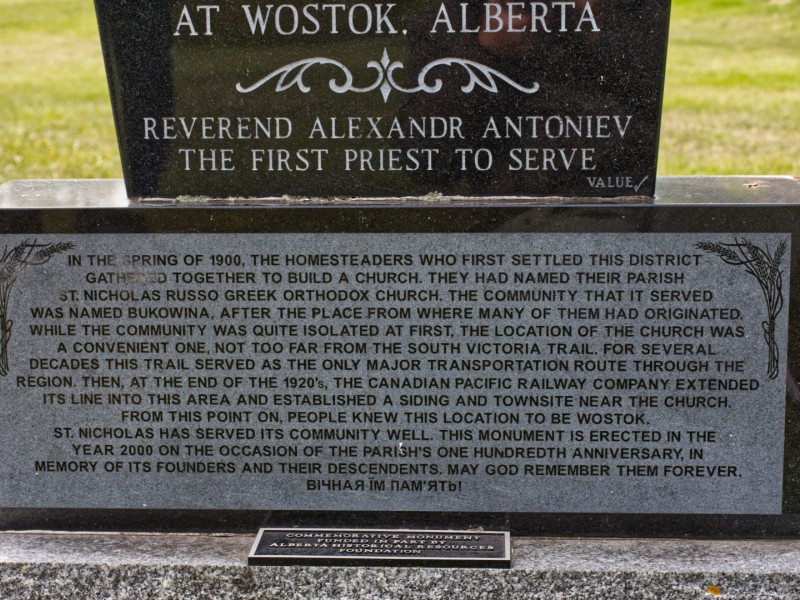 AT WOSTOK, ALBERTA
REVEREND ALEXANDR ANTONIEV
THE FIRST PRIEST TO SERVE
VALUE✓
IN THE SPRING OF 1900, THE HOMESTEADERS WHO FIRST SETTLED THIS DISTRICT
GATHERED TOGETHER TO BUILD A CHURCH. THEY HAD NAMED THEIR PARISH
ST. NICHOLAS RUSSO GREEK ORTHODOX CHURCH. THE COMMUNITY THAT IT SERVED
WAS NAMED BUKOWINA, AFTER THE PLACE FROM WHERE MANY OF THEM HAD ORIGINATED.
WHILE THE COMMUNITY WAS QUITE ISOLATED AT FIRST, THE LOCATION OF THE CHURCH WAS
A CONVENIENT ONE, NOT TOO FAR FROM THE SOUTH VICTORIA TRAIL. FOR SEVERAL
DECADES THIS TRAIL SERVED AS THE ONLY MAJOR TRANSPORTATION ROUTE THROUGH THE
REGION. THEN, AT THE END OF THE 1920's, THE CANADIAN PACIFIC RAILWAY COMPANY EXTENDED
ITS LINE INTO THIS AREA AND ESTABLISHED A SIDING AND TOWNSITE NEAR THE CHURCH.
FROM THIS POINT ON, PEOPLE KNEW THIS LOCATION TO BE WOSTOK.
ST. NICHOLAS HAS SERVED ITS COMMUNITY WELL. THIS MONUMENT IS ERECTED IN THE
YEAR 2000 ON THE OCCASION OF THE PARISH'S ONE HUNDREDTH ANNIVERSARY, IN
MEMORY OF ITS FOUNDERS AND THEIR DESCENDENTS. MAY GOD REMEMBER THEM FOREVER.
ВІЧНАЯ ЇМ ПАМ'ЯТЬ!
COMMEMORATIVE MONUMENT
FUNDED IN PART BY
ALBERTA HISTORICAL RESOURCES
FOUNDATION